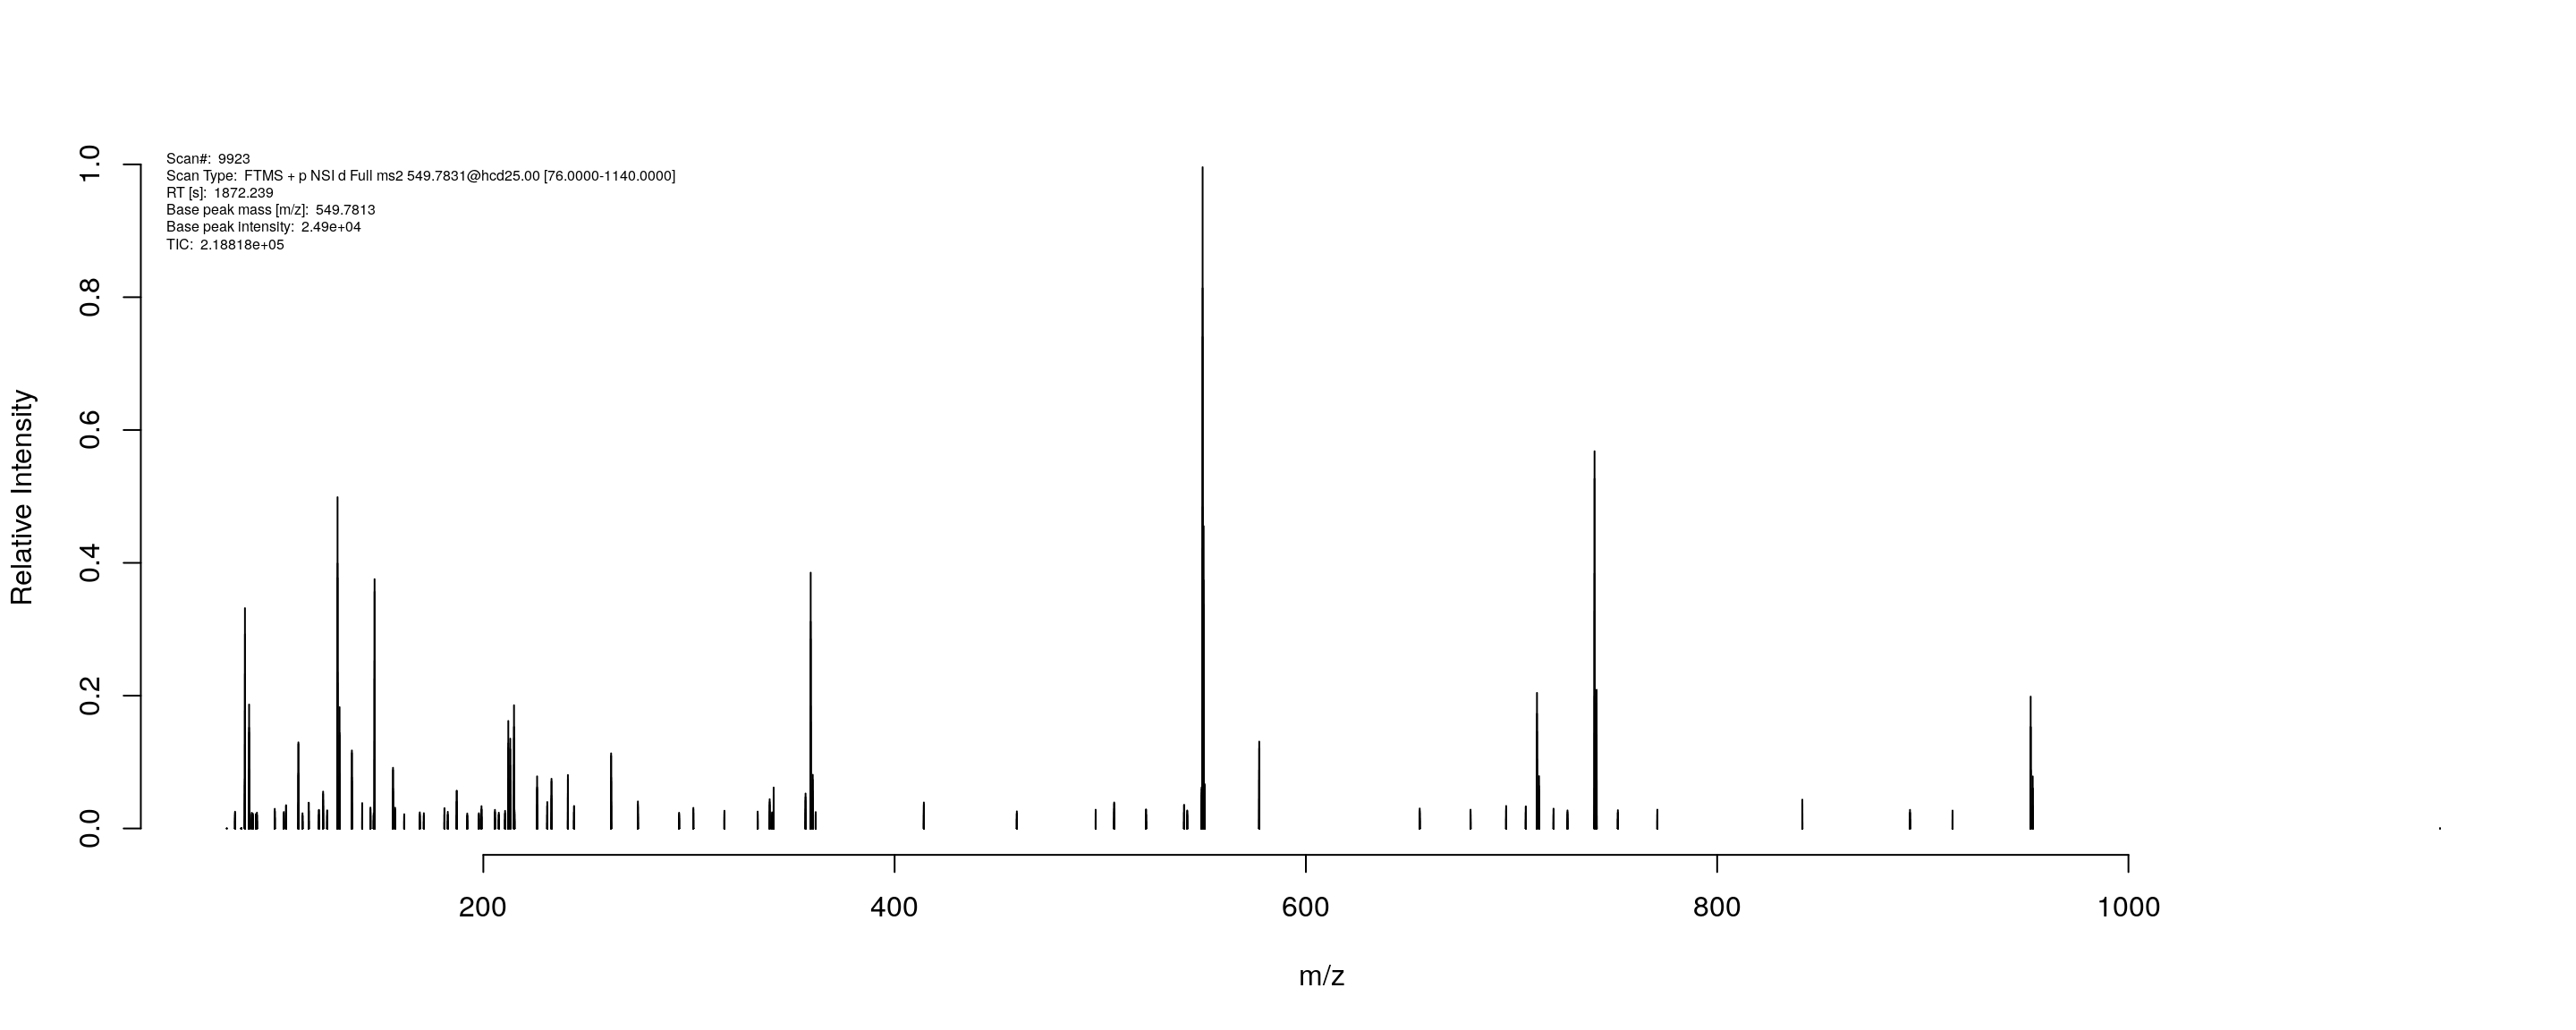 Scan#: 9923
Scan Type: FTMS + p NSI d Full ms2 549.7831@hcd25.00 [76.0000-1140.0000]
RT [s]: 1872.239
Base peak mass [m/z]: 549.7813
Base peak intensity: 2.49e+04
TIC: 2.18818e+05
Relative Intensity
1.0
0.8
0.6
0.4
0.2
0.0
200 400 600 800 1000
m/z